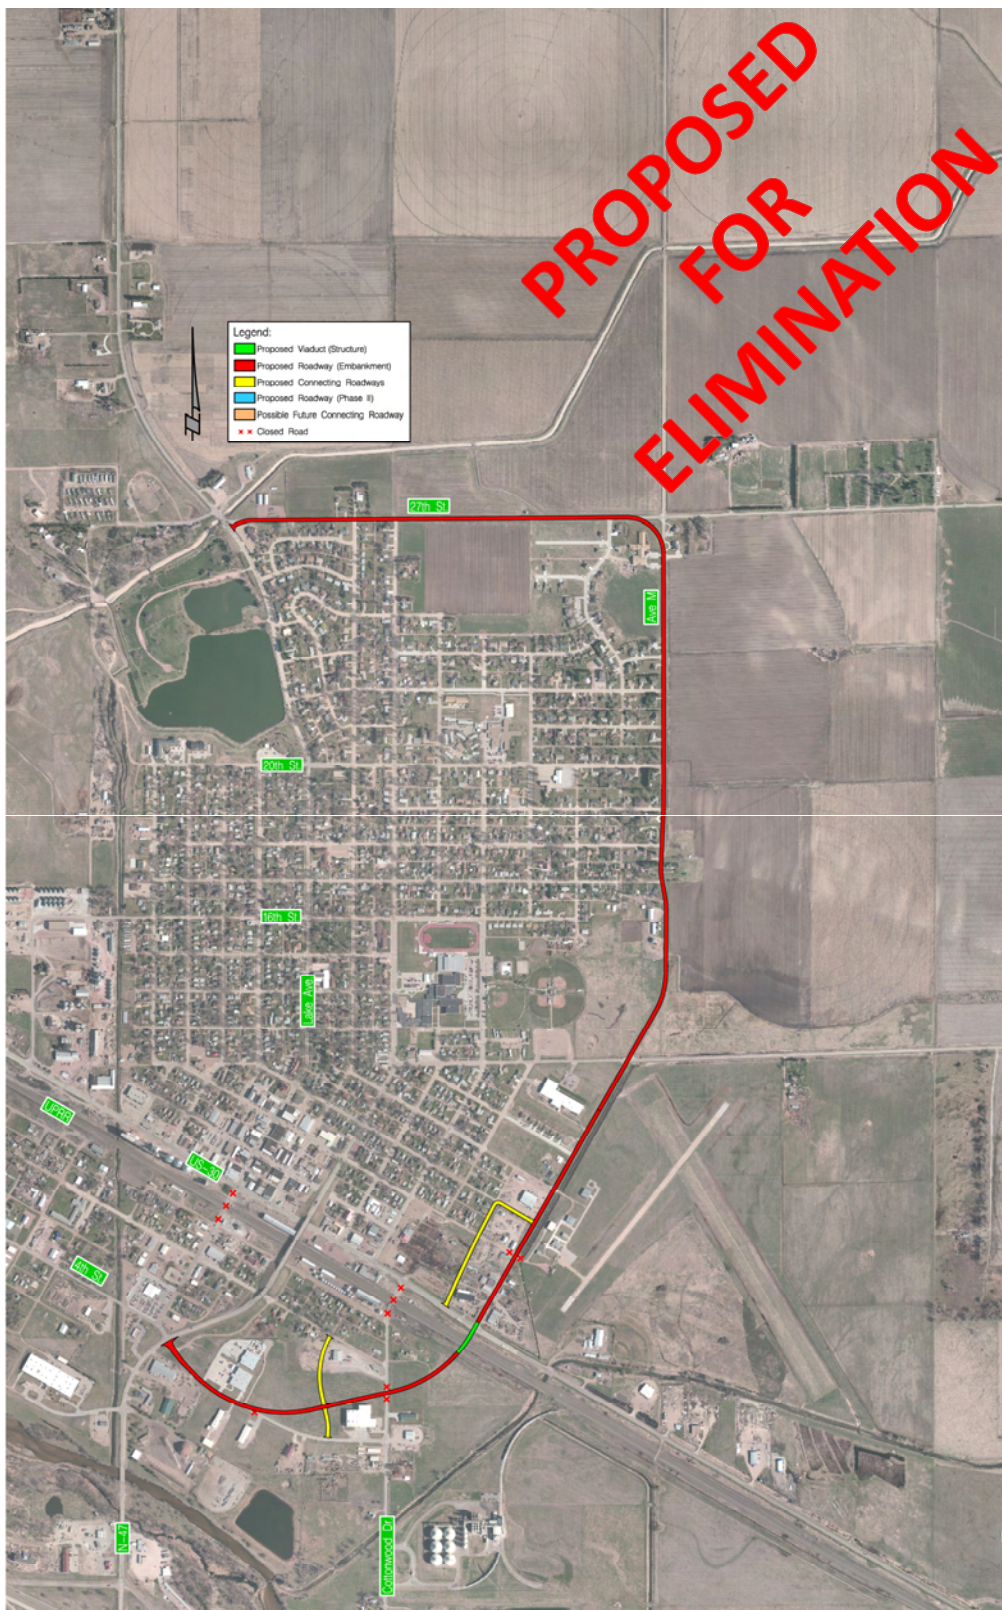 PROPOSED
FOR
ELIMINATION
Legend:
Proposed Viaduct (Structure)
Proposed Roadway (Embankment)
Proposed Connecting Roadways
Proposed Roadway (Phase II)
Possible Future Connecting Roadway
Closed Road
27th St.
Ave M
20th St.
16th St.
Lake Ave
UPRR
US-30
4th St.
N-47
Cottonwood Dr